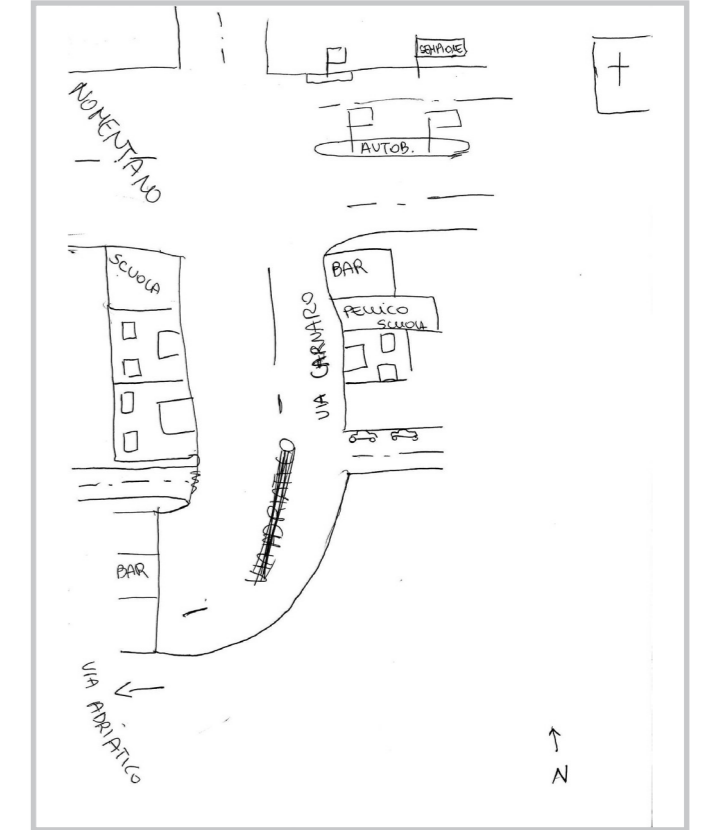 SEMPIONE
NOMENTANO
AUTOB.
SCUOLA
BAR
PELLICO
SCUOLA
VIA CARNARO
BAR
VIA ADRIATICO
N